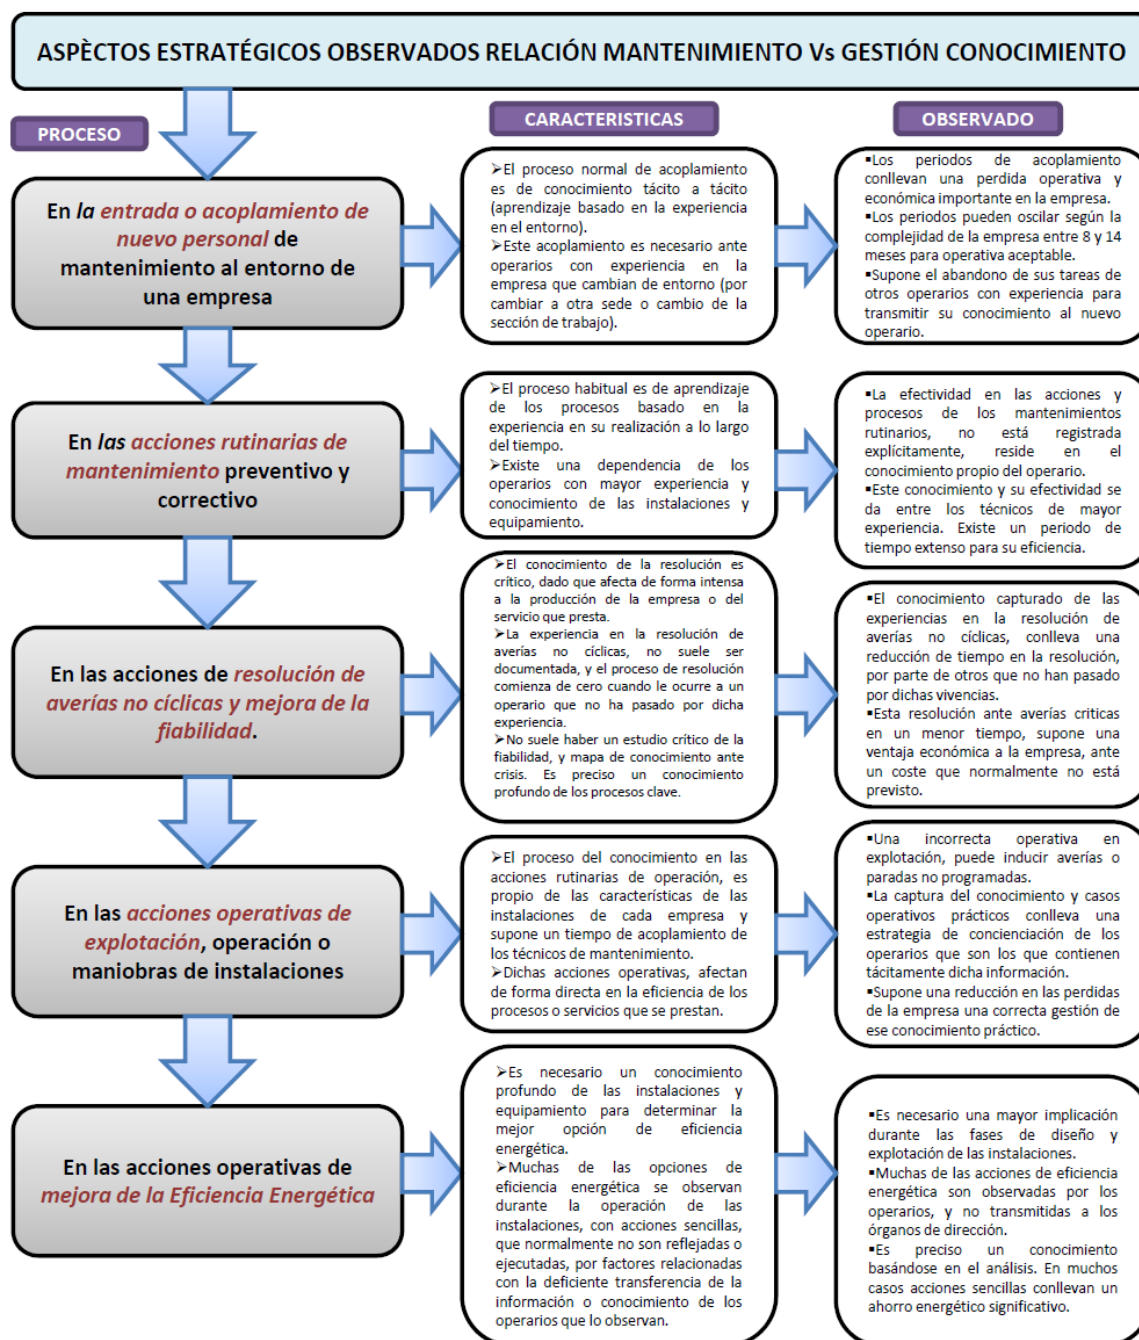 ASPÈCTOS ESTRATÉGICOS OBSERVADOS RELACIÓN MANTENIMIENTO Vs GESTIÓN CONOCIMIENTO
PROCESO
CARACTERISTICAS
OBSERVADO
En la entrada o acoplamiento de
nuevo personal de
mantenimiento al entorno de
una empresa
➢El proceso normal de acoplamiento
es de conocimiento tácito a tácito
(aprendizaje basado en la experiencia
en el entorno).
➢Este acoplamiento es necesario ante
operarios con experiencia en la
empresa que cambian de entorno (por
cambiar a otra sede o cambio de la
sección de trabajo).
▪Los periodos de acoplamiento
conllevan una perdida operativa y
económica importante en la empresa.
▪Los periodos pueden oscilar según la
complejidad de la empresa entre 8 y 14
meses para operativa aceptable.
▪Supone el abandono de sus tareas de
otros operarios con experiencia para
transmitir su conocimiento al nuevo
operario.
En las acciones rutinarias de
mantenimiento preventivo y
correctivo
➢El proceso habitual es de aprendizaje
de los procesos basado en la
experiencia en su realización a lo largo
del tiempo.
➢Existe una dependencia de los
operarios con mayor experiencia y
conocimiento de las instalaciones y
equipamiento.
▪La efectividad en las acciones y
procesos de los mantenimientos
rutinarios, no está registrada
explícitamente, reside en el
conocimiento propio del operario.
▪Este conocimiento y su efectividad se
da entre los técnicos de mayor
experiencia. Existe un periodo de
tiempo extenso para su eficiencia.
En las acciones de resolución de
averías no cíclicas y mejora de la
fiabilidad.
➢El conocimiento de la resolución es
crítico, dado que afecta de forma intensa
a la producción de la empresa o del
servicio que presta.
➢La experiencia en la resolución de
averías no cíclicas, no suele ser
documentada, y el proceso de resolución
comienza de cero cuando le ocurre a un
operario que no ha pasado por dicha
experiencia.
➢No suele haber un estudio crítico de la
fiabilidad, y mapa de conocimiento ante
crisis. Es preciso un conocimiento
profundo de los procesos clave.
▪El conocimiento capturado de las
experiencias en la resolución de
averías no cíclicas, conlleva una
reducción de tiempo en la resolución,
por parte de otros que no han pasado
por dichas vivencias.
▪Esta resolución ante averías criticas
en un menor tiempo, supone una
ventaja económica a la empresa, ante
un coste que normalmente no está
previsto.
En las acciones operativas de
explotación, operación o
maniobras de instalaciones
➢El proceso del conocimiento en las
acciones rutinarias de operación, es
propio de las características de las
instalaciones de cada empresa y
supone un tiempo de acoplamiento de
los técnicos de mantenimiento.
➢Dichas acciones operativas, afectan
de forma directa en la eficiencia de los
procesos o servicios que se prestan.
▪Una incorrecta operativa en
explotación, puede inducir averías o
paradas no programadas.
▪La captura del conocimiento y casos
operativos prácticos conlleva una
estrategia de concienciación de los
operarios que son los que contienen
tácitamente dicha información.
▪Supone una reducción en las perdidas
de la empresa una correcta gestión de
ese conocimiento práctico.
En las acciones operativas de
mejora de la Eficiencia Energética
➢Es necesario un conocimiento
profundo de las instalaciones y
equipamiento para determinar la
mejor opción de eficiencia
energética.
➢Muchas de las opciones de
eficiencia energética se observan
durante la operación de las
instalaciones, con acciones sencillas,
que normalmente no son reflejadas o
ejecutadas, por factores relacionadas
con la deficiente transferencia de la
información o conocimiento de los
operarios que lo observan.
▪Es necesario una mayor implicación
durante las fases de diseño y
explotación de las instalaciones.
▪Muchas de las acciones de eficiencia
energética son observadas por los
operarios, y no transmitidas a los
órganos de dirección.
▪Es preciso un conocimiento
basándose en el análisis. En muchos
casos acciones sencillas conllevan un
ahorro energético significativo.